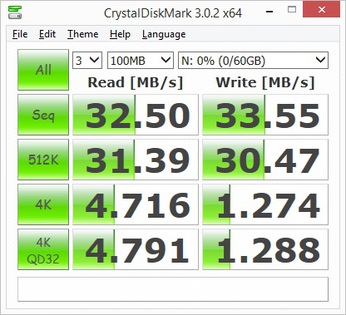 CrystalDiskMark 3.0.2 x64
File Edit Theme Help Language
All 3 100MB N: 0% (0/60GB)
Read [MB/s] Write [MB/s]
Seq 32.50 33.55
512K 31.39 30.47
4K 4.716 1.274
4K QD32 4.791 1.288